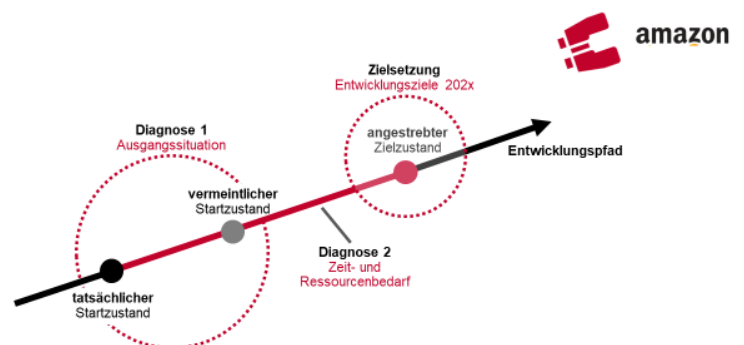 amazon
Zielsetzung
Entwicklungsziele 202x
Diagnose 1
Ausgangssituation
angestrebter
Zielzustand
Entwicklungspfad
vermeintlicher
Startzustand
Diagnose 2
Zeit- und
Ressourcenbedarf
tatsächlicher
Startzustand